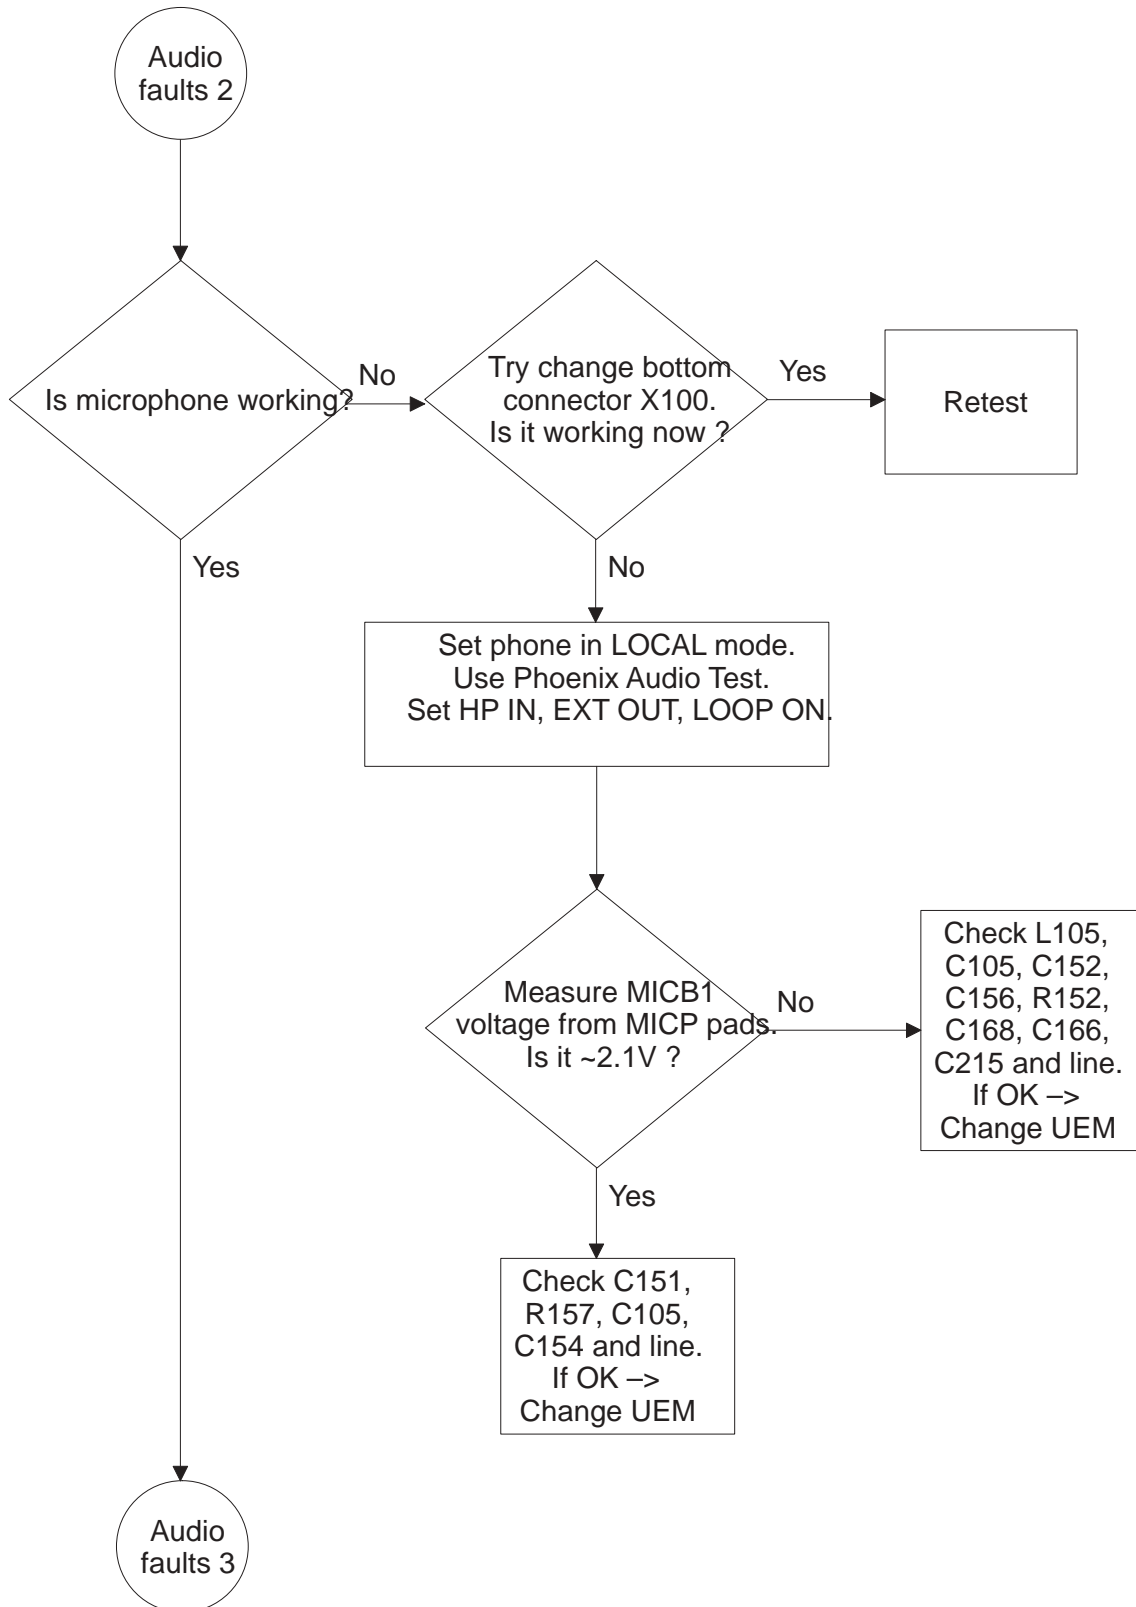 Audio
faults 2
Is microphone working?
No
Try change bottom
connector X100.
Is it working now ?
Yes
Retest
Yes
No
Set phone in LOCAL mode.
Use Phoenix Audio Test.
Set HP IN, EXT OUT, LOOP ON.
Measure MICB1
voltage from MICP pads.
Is it ~2.1V ?
No
Check L105,
C105, C152,
C156, R152,
C168, C166,
C215 and line.
If OK –>
Change UEM
Yes
Check C151,
R157, C105,
C154 and line.
If OK –>
Change UEM
Audio
faults 3